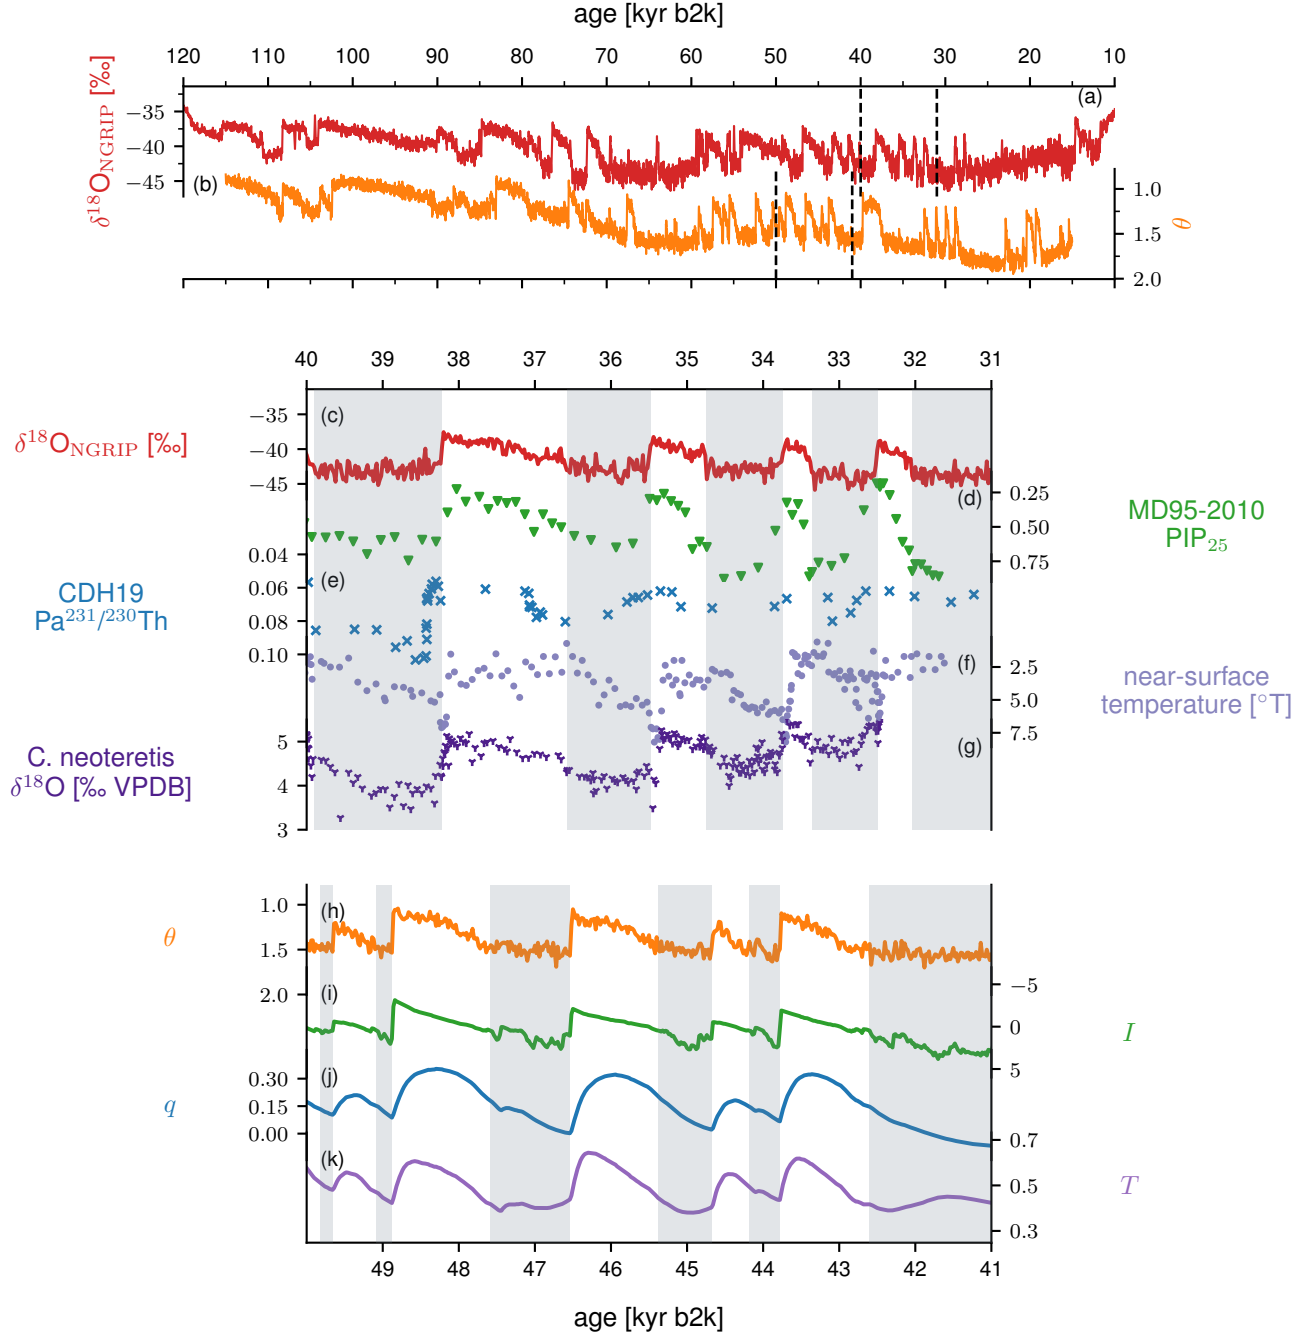 age [kyr b2k]
120 110 100 90 80 70 60 50 40 30 20 10
δ¹⁸O_NGRIP [‰]
(a)
−35
−40
−45
(b)
1.0
1.5
2.0
θ
40 39 38 37 36 35 34 33 32 31
(c)
−35
−40
−45
δ¹⁸O_NGRIP [‰]
(d)
0.25
0.50
0.75
MD95-2010
PIP₂₅
0.04
0.06
0.08
0.10
(e)
CDH19
Pa²³¹/²³⁰Th
(f)
2.5
5.0
7.5
near-surface
temperature [°T]
(g)
5
4
3
C. neoteretis
δ¹⁸O [‰ VPDB]
(h)
1.0
1.5
2.0
θ
(i)
−5
0
5
I
(j)
0.30
0.15
0.00
q
(k)
0.7
0.5
0.3
T
49 48 47 46 45 44 43 42 41
age [kyr b2k]